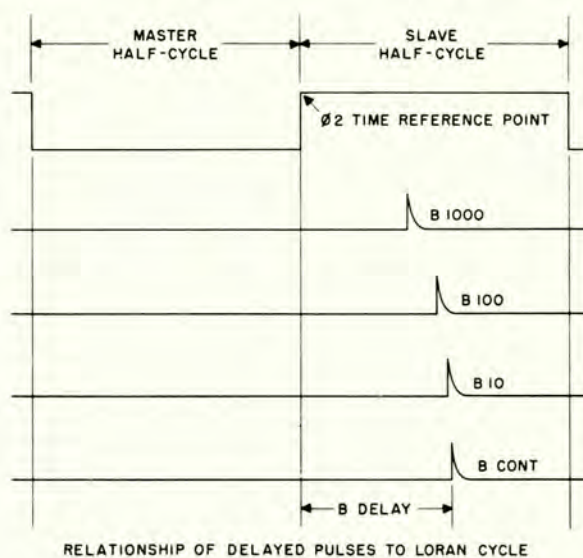 MASTER
HALF-CYCLE
SLAVE
HALF-CYCLE
Ø2 TIME REFERENCE POINT
B 1000
B 100
B 10
B CONT
B DELAY
RELATIONSHIP OF DELAYED PULSES TO LORAN CYCLE